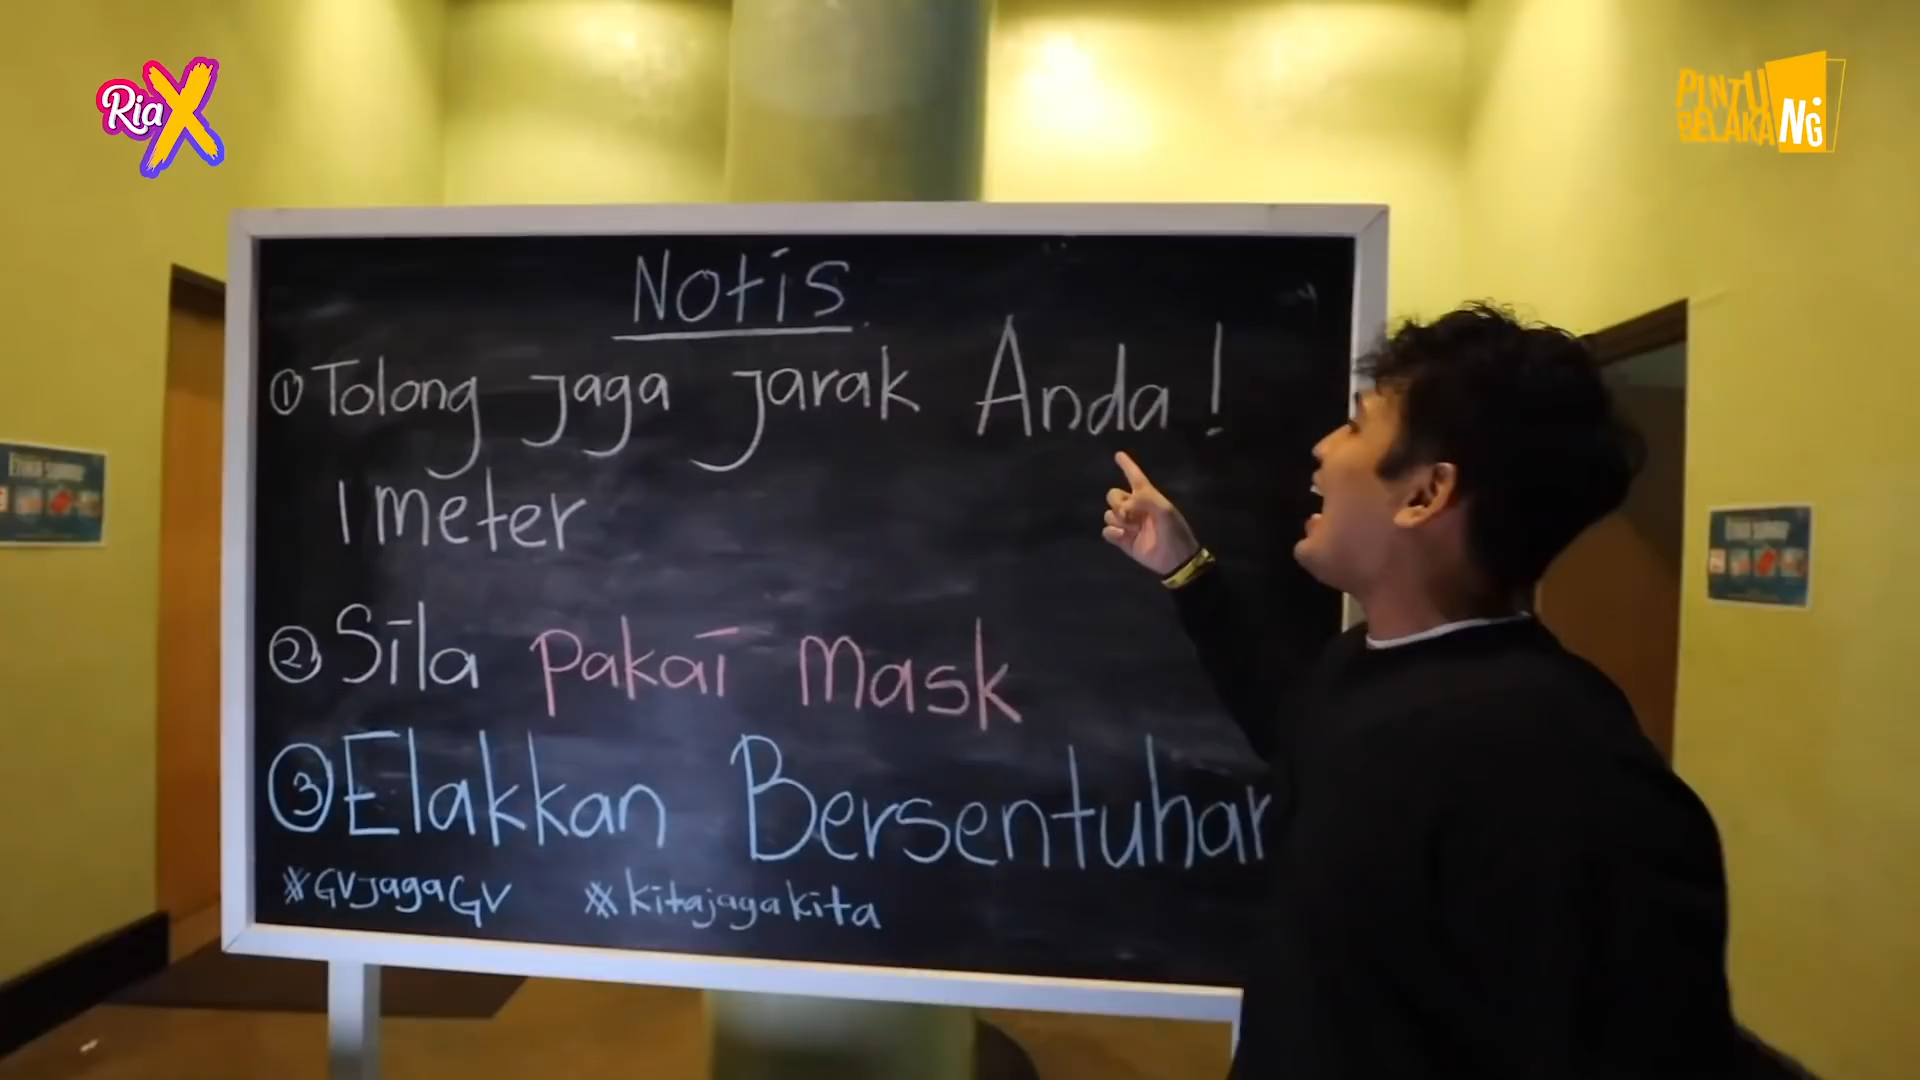 Ria X
PINTU
BELAKANG
Notis
① Tolong jaga jarak Anda!
1 meter
② Sila pakai mask
③ Elakkan Bersentuhan
#GVjagaGV #kitajagakita